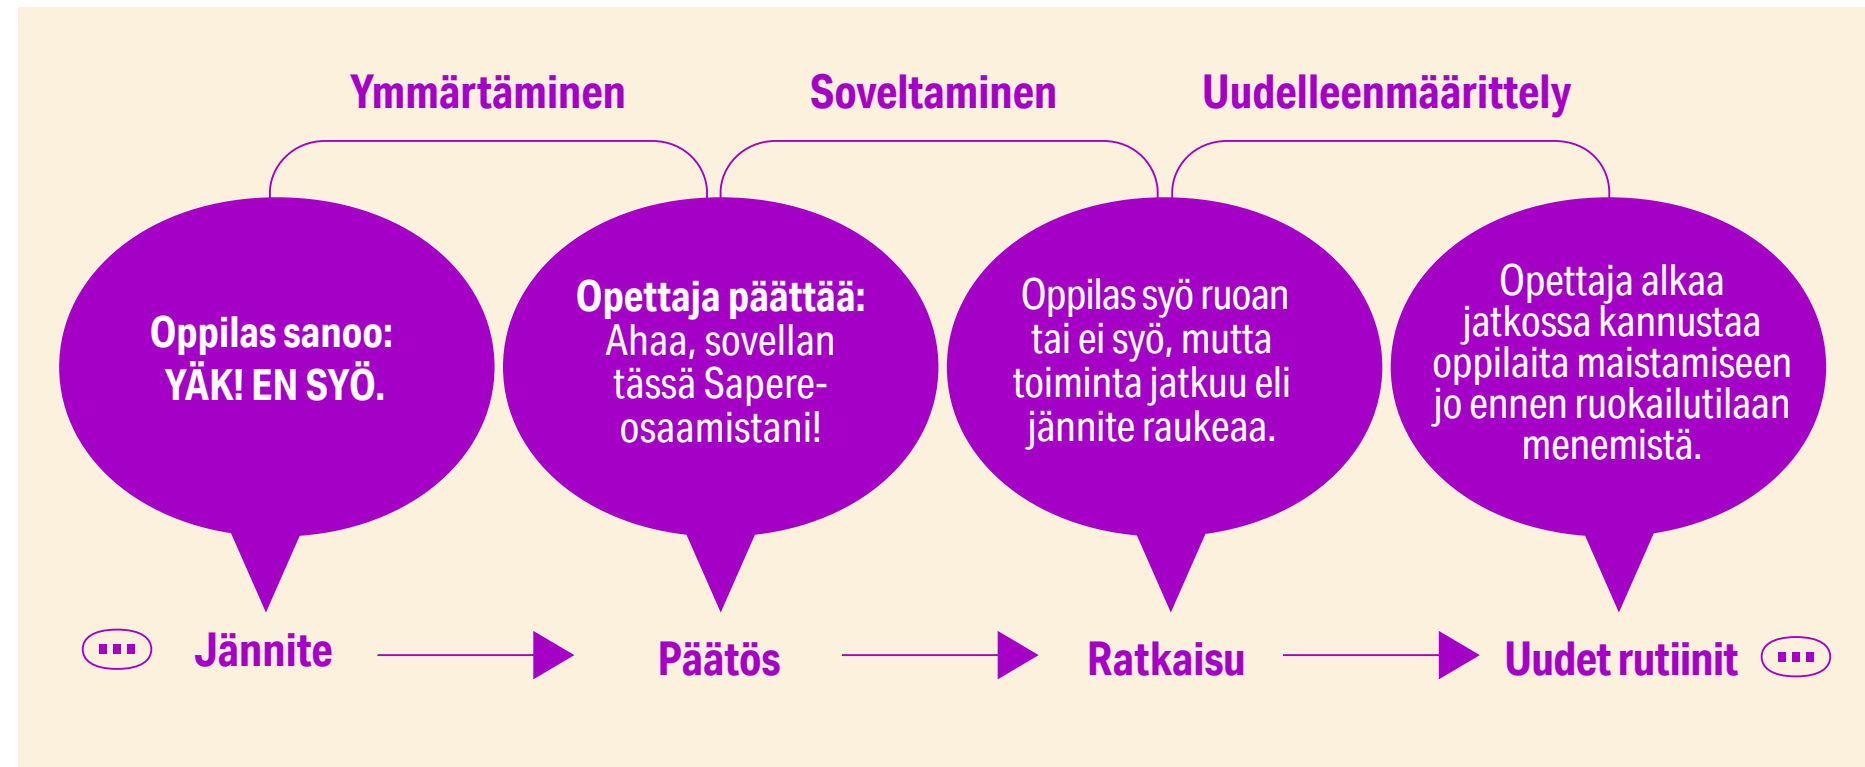 Ymmärtäminen
Soveltaminen
Uudelleenmäärittely
Oppilas sanoo:
YÄK! EN SYÖ.
Opettaja päättää:
Ahaa, sovellan
tässä Sapere-
osaamistani!
Oppilas syö ruoan
tai ei syö, mutta
toiminta jatkuu eli
jännite raukeaa.
Opettaja alkaa
jatkossa kannustaa
oppilaita maistamiseen
jo ennen ruokailutilaan
menemistä.
Jännite
Päätös
Ratkaisu
Uudet rutiinit